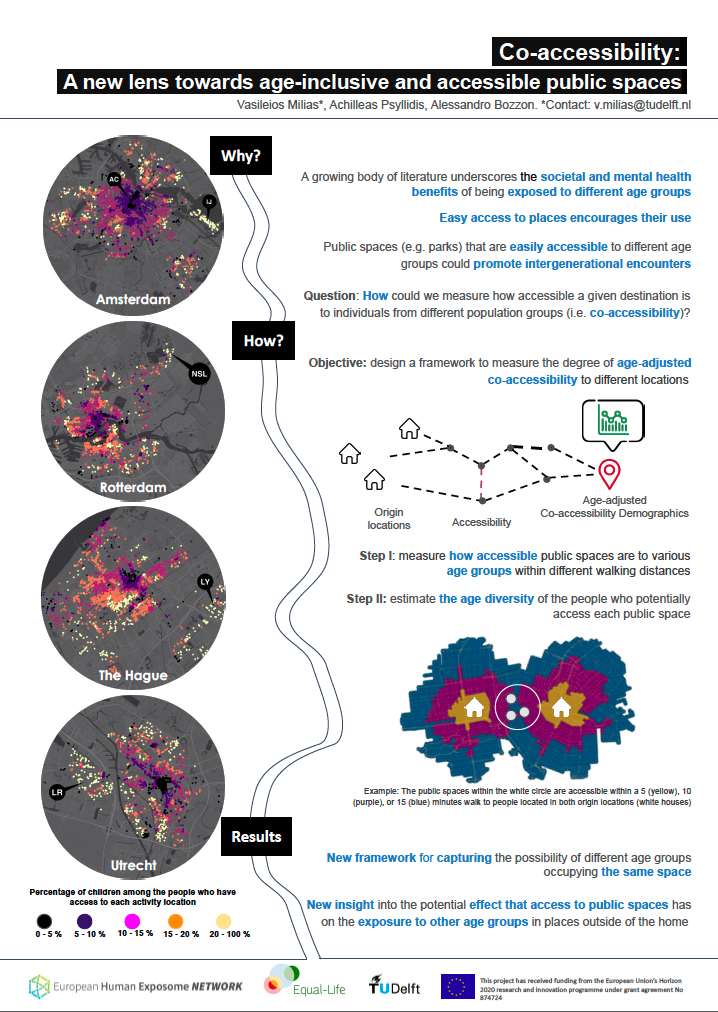 Co-accessibility:
A new lens towards age-inclusive and accessible public spaces
Vasileios Milias*, Achilleas Psyllidis, Alessandro Bozzon. *Contact: v.milias@tudelft.nl
Why?
A growing body of literature underscores the societal and mental health
benefits of being exposed to different age groups
Easy access to places encourages their use
Public spaces (e.g. parks) that are easily accessible to different age
groups could promote intergenerational encounters
Question: How could we measure how accessible a given destination is
to individuals from different population groups (i.e. co-accessibility)?
AC
IJ
Amsterdam
How?
Objective: design a framework to measure the degree of age-adjusted
co-accessibility to different locations
NSL
Rotterdam
Origin
locations
Accessibility
Age-adjusted
Co-accessibility Demographics
Step I: measure how accessible public spaces are to various
age groups within different walking distances
Step II: estimate the age diversity of the people who potentially
access each public space
LY
The Hague
Example: The public spaces within the white circle are accessible within a 5 (yellow), 10
(purple), or 15 (blue) minutes walk to people located in both origin locations (white houses)
LR
Utrecht
Results
New framework for capturing the possibility of different age groups
occupying the same space
New insight into the potential effect that access to public spaces has
on the exposure to other age groups in places outside of the home
Percentage of children among the people who have
access to each activity location
0 - 5 %
5 - 10 %
10 - 15 %
15 - 20 %
20 - 100 %
European Human Exposome NETWORK
Equal-Life
TUDelft
This project has received funding from the European Union's Horizon
2020 research and innovation programme under grant agreement No
874724